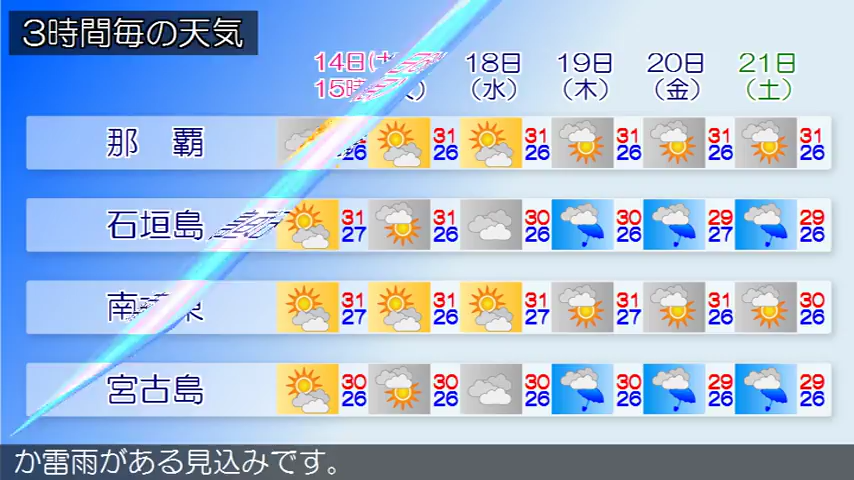 3時間毎の天気
14日 18日 19日 20日 21日
15時 (水) (木) (金) (土)
那 覇 26 31 26 31 26 31 26 31 26 31 26
石垣島 31 27 31 26 30 26 30 26 29 27 29 26
南 東 31 27 31 26 31 27 31 27 31 26 30 26
宮古島 30 26 30 26 30 26 30 26 29 26 29 26
か雷雨がある見込みです。